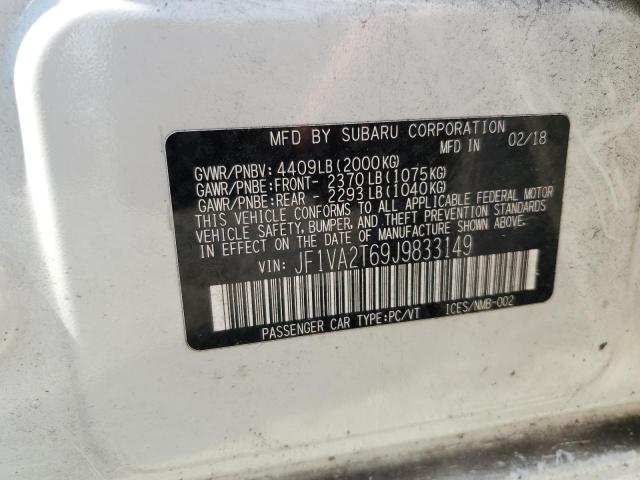 MFD BY SUBARU CORPORATION
MFD IN 02/18
GVWR/PNBV: 4409LB(2000KG)
GAWR/PNBE:FRONT- 2370LB(1075KG)
GAWR/PNBE:REAR - 2293LB(1040KG)
THIS VEHICLE CONFORMS TO ALL APPLICABLE FEDERAL MOTOR
VEHICLE SAFETY, BUMPER, AND THEFT PREVENTION STANDARDS
IN EFFECT ON THE DATE OF MANUFACTURE SHOWN ABOVE.
VIN: JF1VA2T69J9833149
PASSENGER CAR TYPE:PC/VT ICES/NMB-002